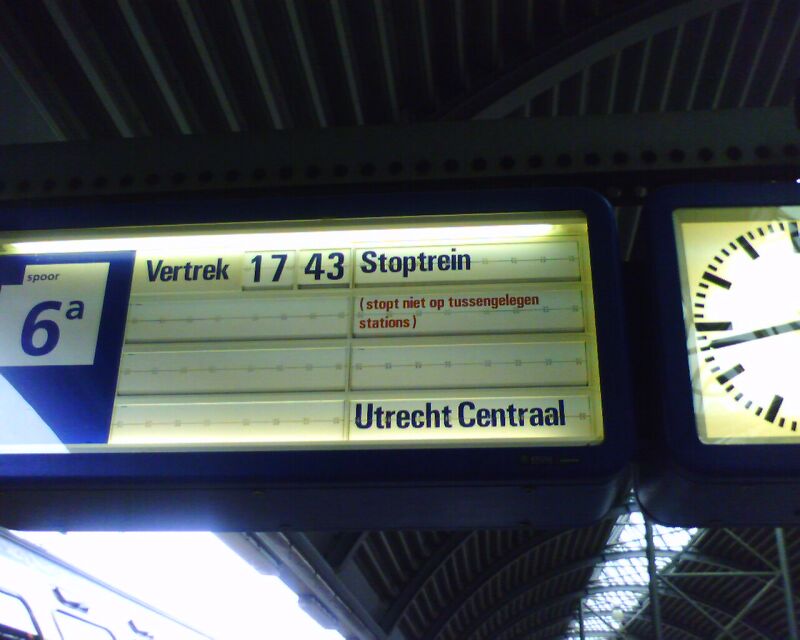 spoor
6a
Vertrek 17 43 Stoptrein
(stopt niet op tussengelegen
stations)
Utrecht Centraal